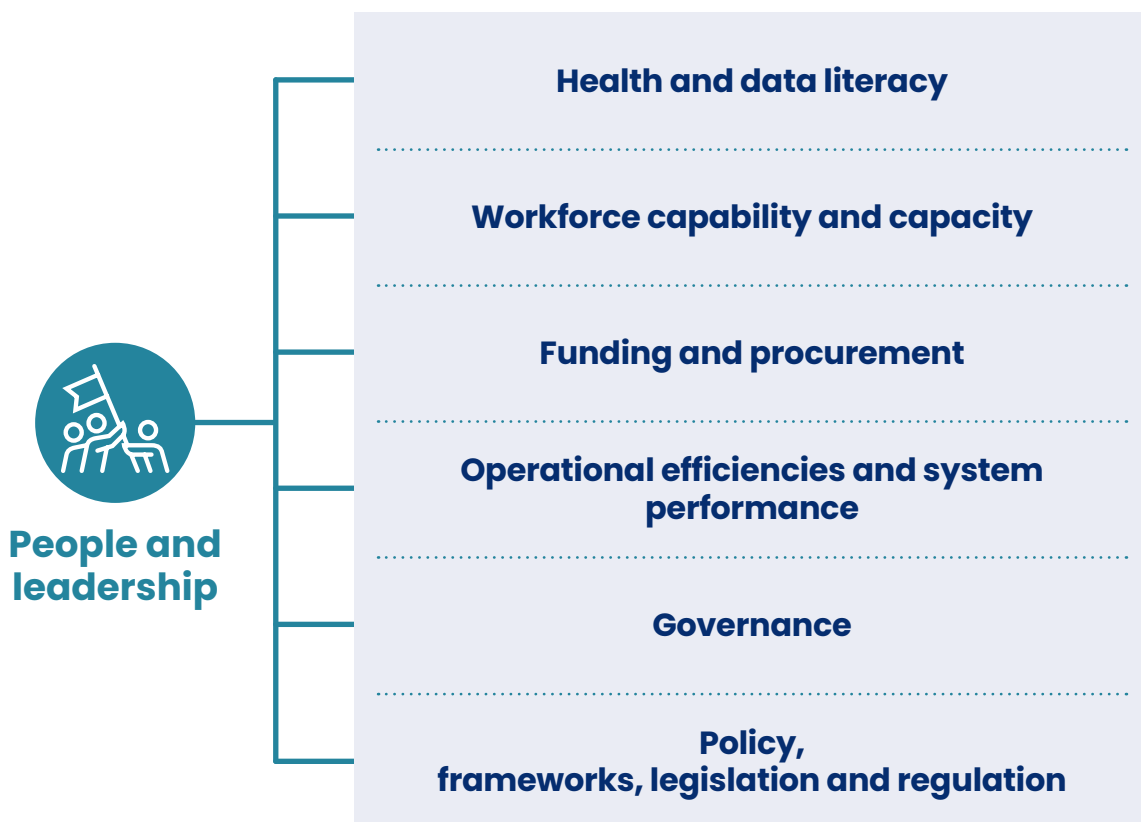 People and
leadership
Health and data literacy
Workforce capability and capacity
Funding and procurement
Operational efficiencies and system
performance
Governance
Policy,
frameworks, legislation and regulation